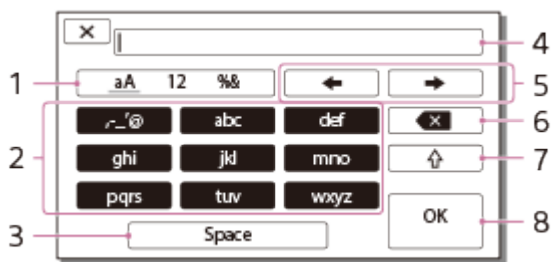 4
1 aA 12 %& ← → 5
,-_'@ abc def 6
2 ghi jkl mno 7
pqrs tuv wxyz
3 Space OK 8